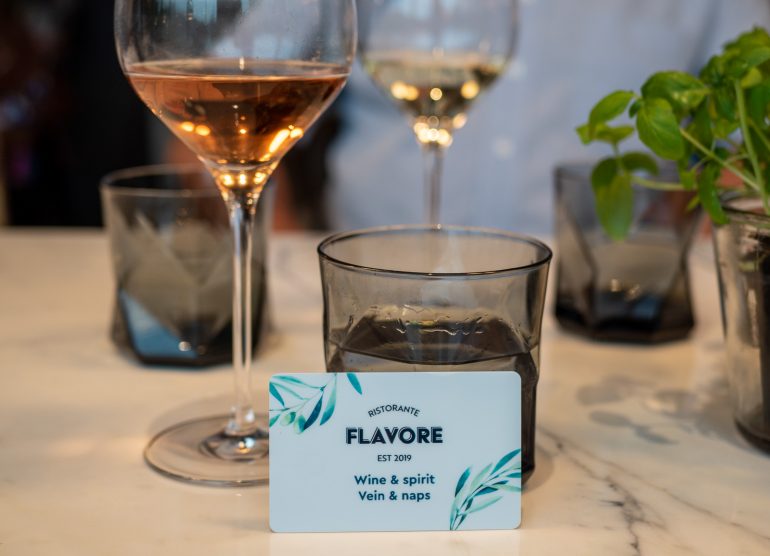 RISTORANTE
FLAVORE
EST 2019
Wine & spirit
Vein & naps